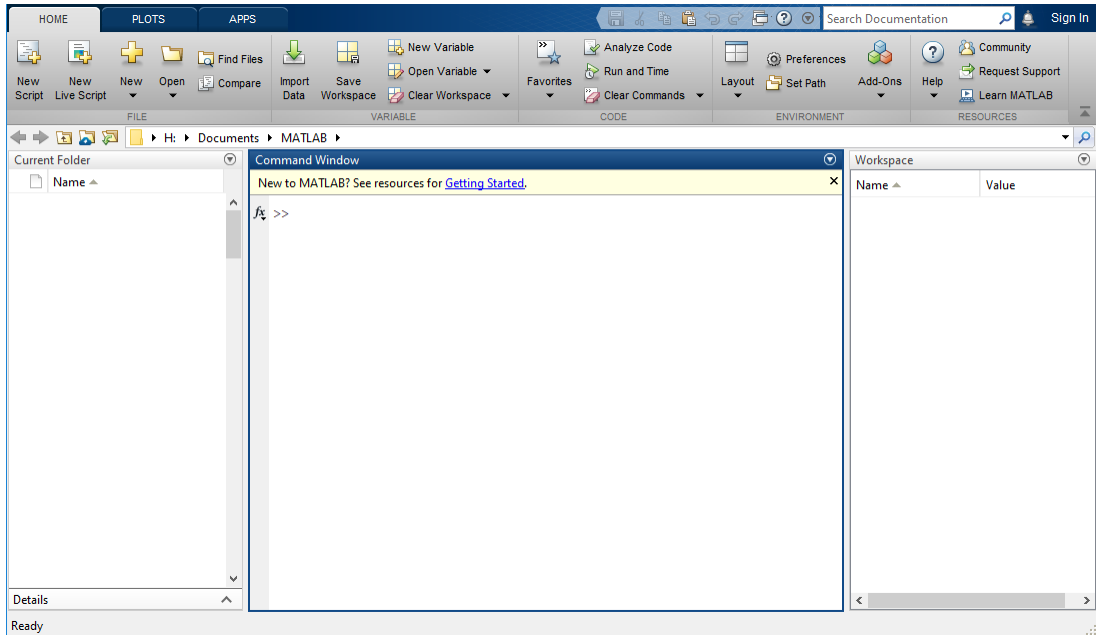 HOME PLOTS APPS Search Documentation Sign In
New Script
New Live Script
New
Open
Find Files
Compare
Import Data
Save Workspace
New Variable
Open Variable
Clear Workspace
Favorites
Analyze Code
Run and Time
Clear Commands
Layout
Preferences
Set Path
Add-Ons
Help
Community
Request Support
Learn MATLAB
FILE VARIABLE CODE ENVIRONMENT RESOURCES
H: Documents MATLAB
Current Folder
Name
Command Window
New to MATLAB? See resources for Getting Started.
fx >>
Workspace
Name Value
Details
Ready